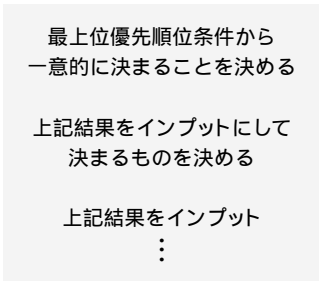 最上位優先順位条件から
一意的に決まることを決める
上記結果をインプットにして
決まるものを決める
上記結果をインプット
⋮